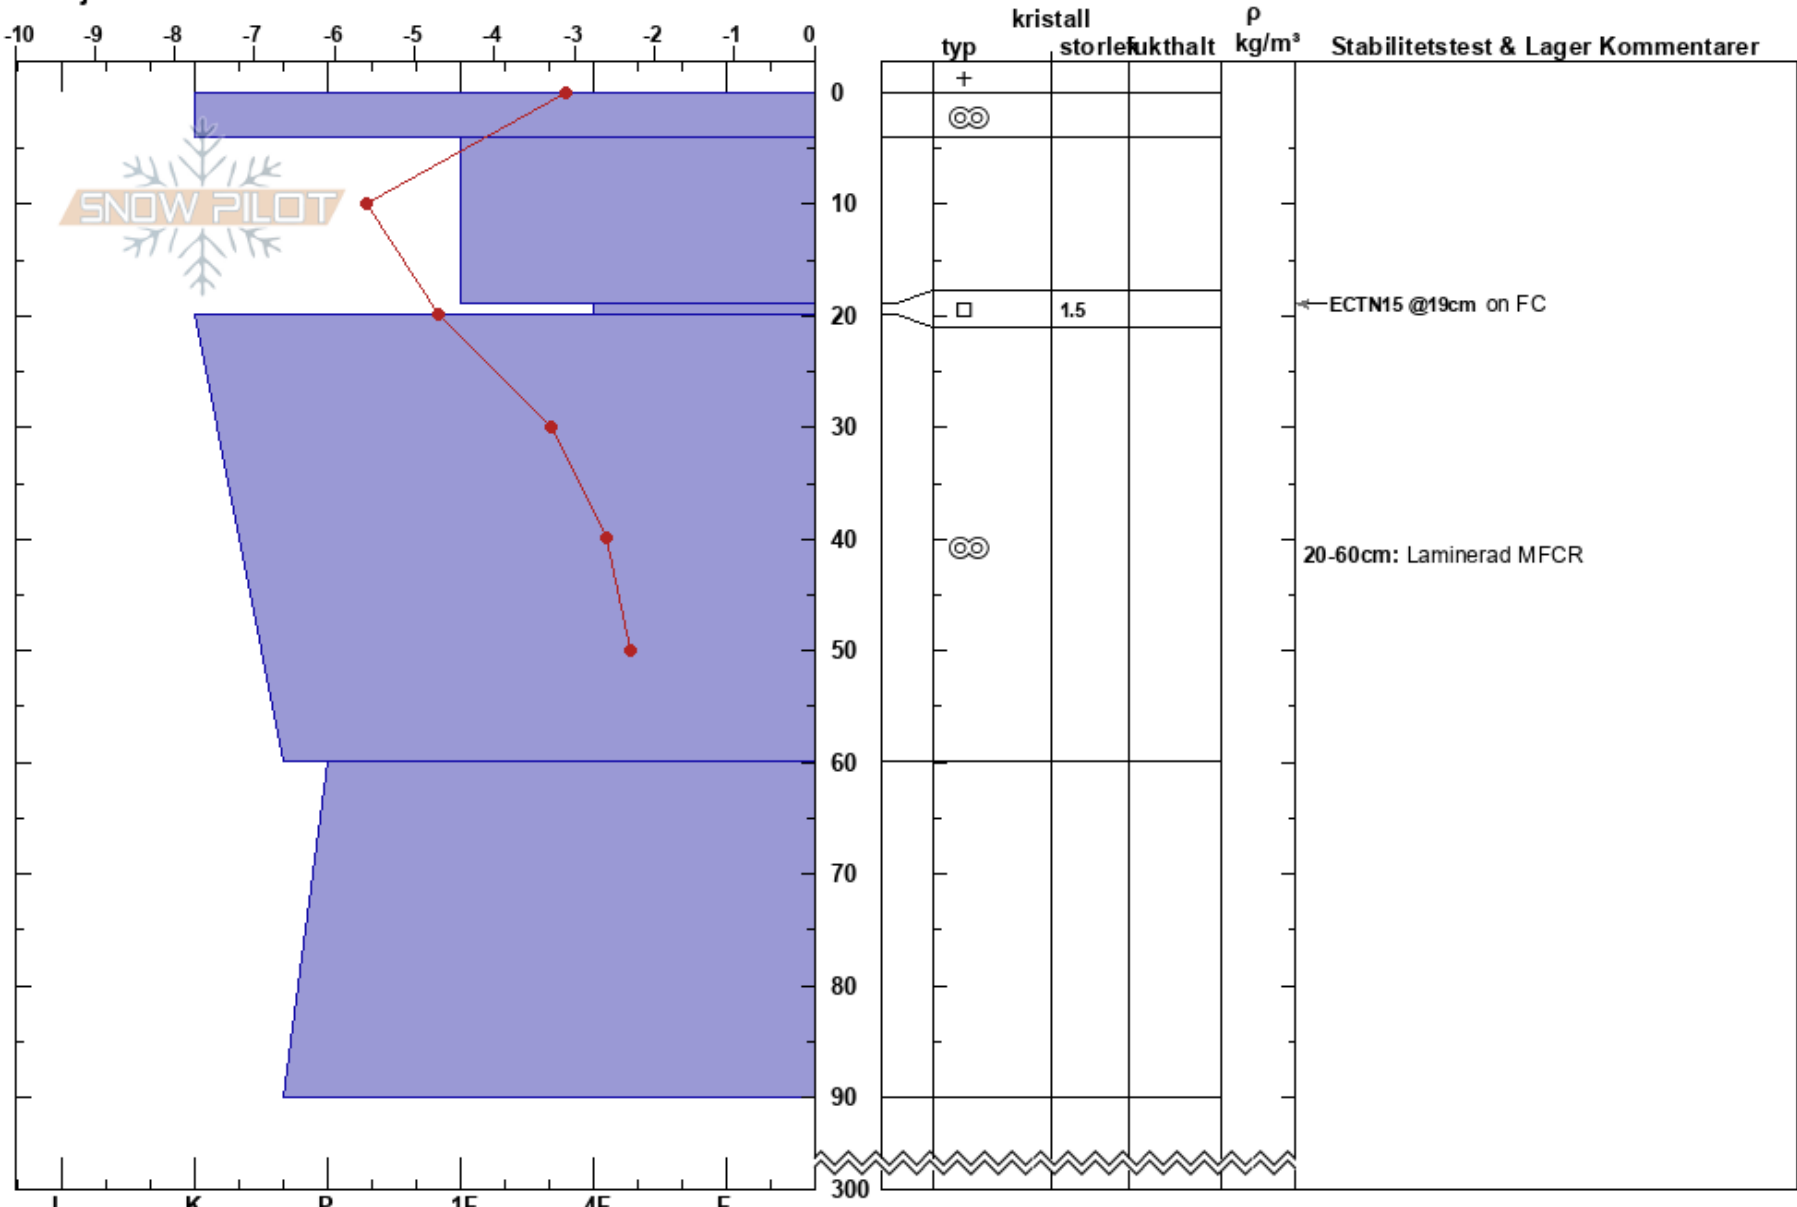 kristall ρ
-10 -9 -8 -7 -6 -5 -4 -3 -2 -1 0 typ storlek fukthalt kg/m³ Stabilitetstest & Lager Kommentarer
+
0
SNOW PILOT
10
ECTN15 @19cm on FC
1.5
20
30
40
20-60cm: Laminerad MFCR
50
60
70
80
90
300
I K P 1F 4F F